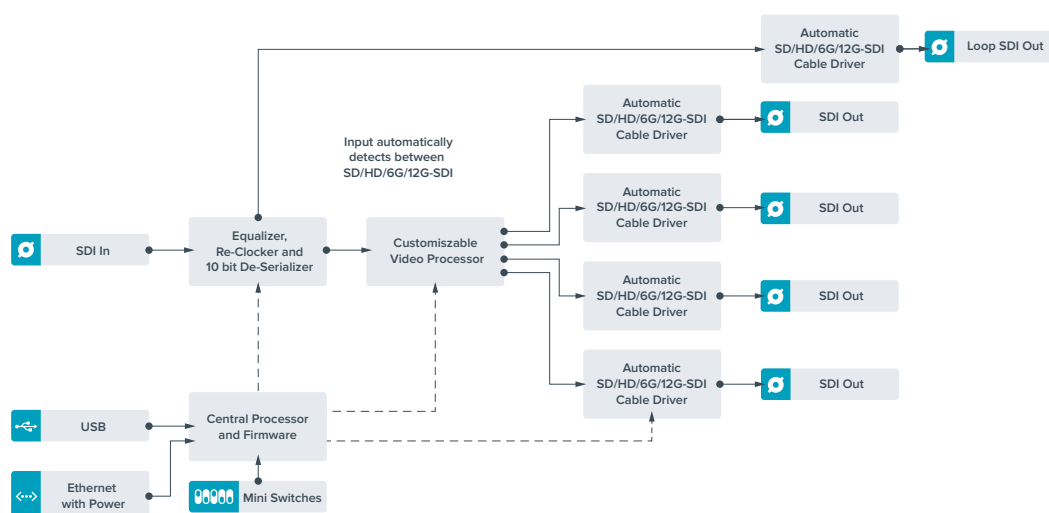 Automatic
SD/HD/6G/12G-SDI
Cable Driver
Loop SDI Out
Automatic
SD/HD/6G/12G-SDI
Cable Driver
SDI Out
Input automatically
detects between
SD/HD/6G/12G-SDI
Automatic
SD/HD/6G/12G-SDI
Cable Driver
SDI Out
SDI In
Equalizer,
Re-Clocker and
10 bit De-Serializer
Customiszable
Video Processor
Automatic
SD/HD/6G/12G-SDI
Cable Driver
SDI Out
Automatic
SD/HD/6G/12G-SDI
Cable Driver
SDI Out
USB
Central Processor
and Firmware
Ethernet
with Power
Mini Switches